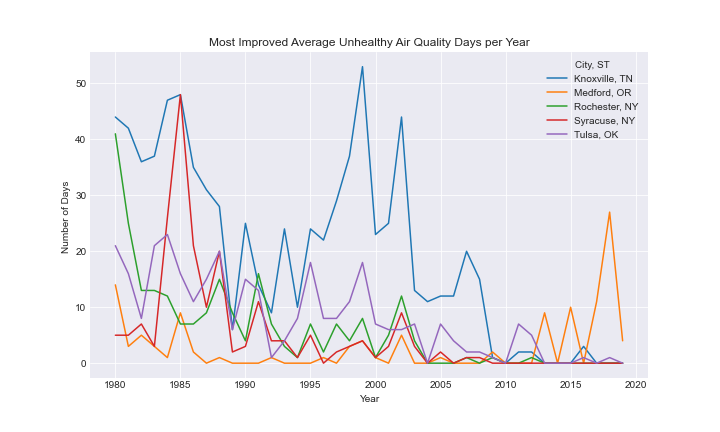 Most Improved Average Unhealthy Air Quality Days per Year
City, ST
Knoxville, TN
Medford, OR
Rochester, NY
Syracuse, NY
Tulsa, OK
Number of Days
50
40
30
20
10
0
1980 1985 1990 1995 2000 2005 2010 2015 2020
Year